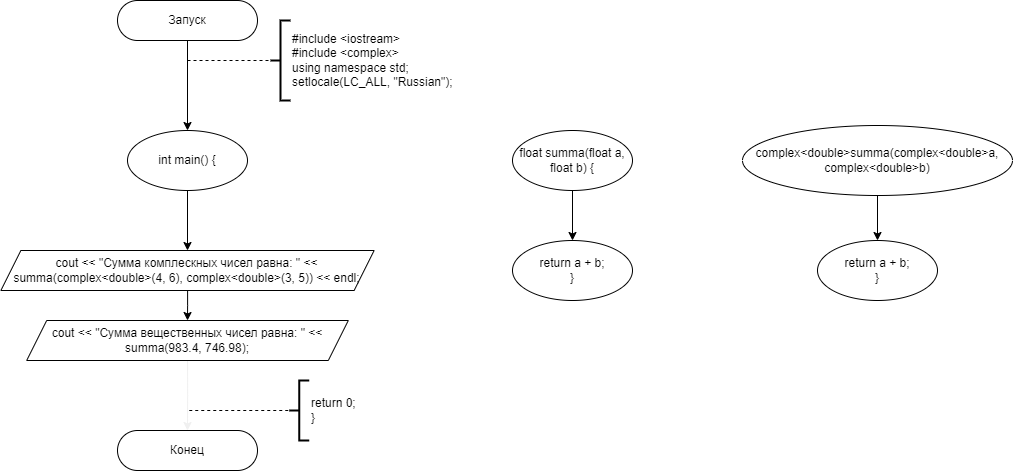 Запуск
#include <iostream>
#include <complex>
using namespace std;
setlocale(LC_ALL, "Russian");
int main() {
cout << "Сумма комплескных чисел равна: " <<
summa(complex<double>(4, 6), complex<double>(3, 5)) << endl;
cout << "Сумма вещественных чисел равна: " <<
summa(983.4, 746.98);
return 0;
}
Конец
float summa(float a,
float b) {
return a + b;
}
complex<double>summa(complex<double>a,
complex<double>b)
return a + b;
}